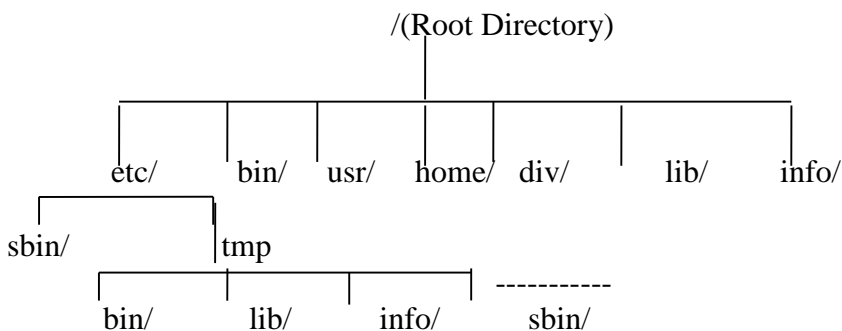 /(Root Directory)
etc/ bin/ usr/ home/ div/ lib/ info/
sbin/ tmp
bin/ lib/ info/ sbin/